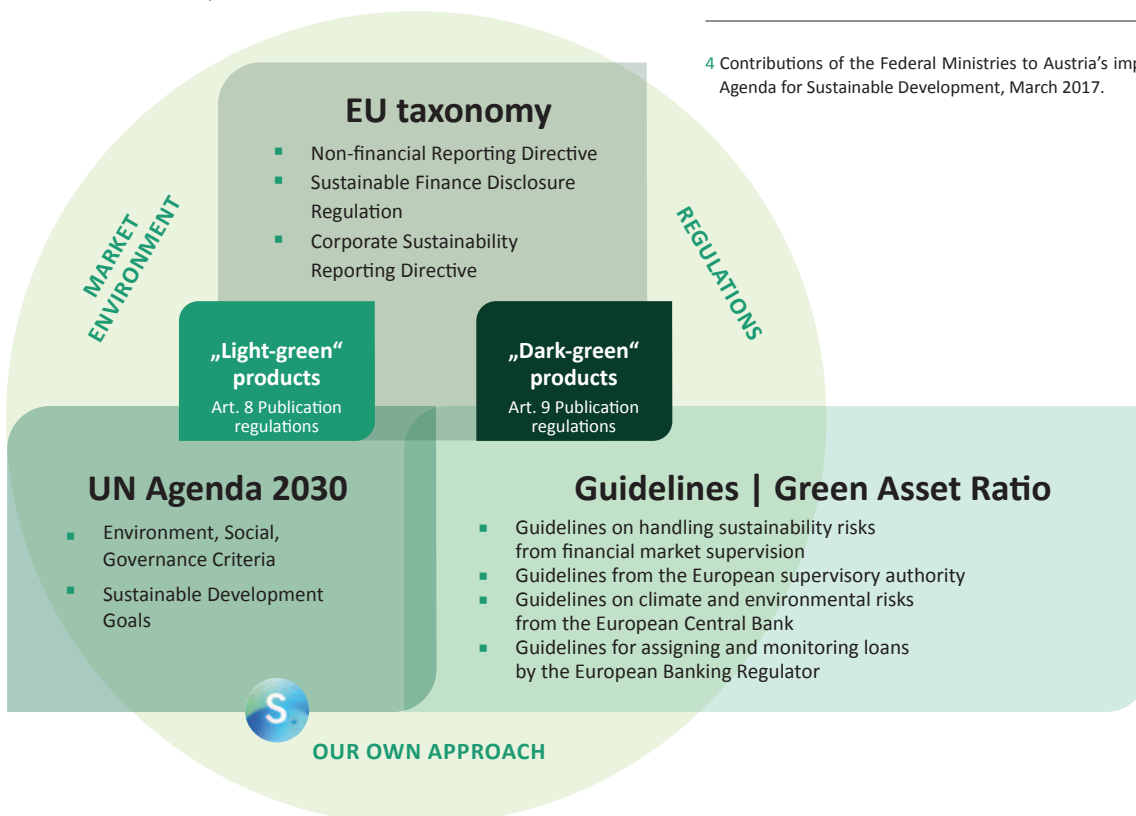 4 Contributions of the Federal Ministries to Austria's
Agenda for Sustainable Development, March 2017.
EU taxonomy
▪ Non-financial Reporting Directive
▪ Sustainable Finance Disclosure
Regulation
▪ Corporate Sustainability
Reporting Directive
MARKET
ENVIRONMENT
REGULATIONS
„Light-green“
products
Art. 8 Publication
regulations
„Dark-green“
products
Art. 9 Publication
regulations
UN Agenda 2030
▪ Environment, Social,
Governance Criteria
▪ Sustainable Development
Goals
Guidelines | Green Asset Ratio
▪ Guidelines on handling sustainability risks
from financial market supervision
▪ Guidelines from the European supervisory authority
▪ Guidelines on climate and environmental risks
from the European Central Bank
▪ Guidelines for assigning and monitoring loans
by the European Banking Regulator
S
OUR OWN APPROACH